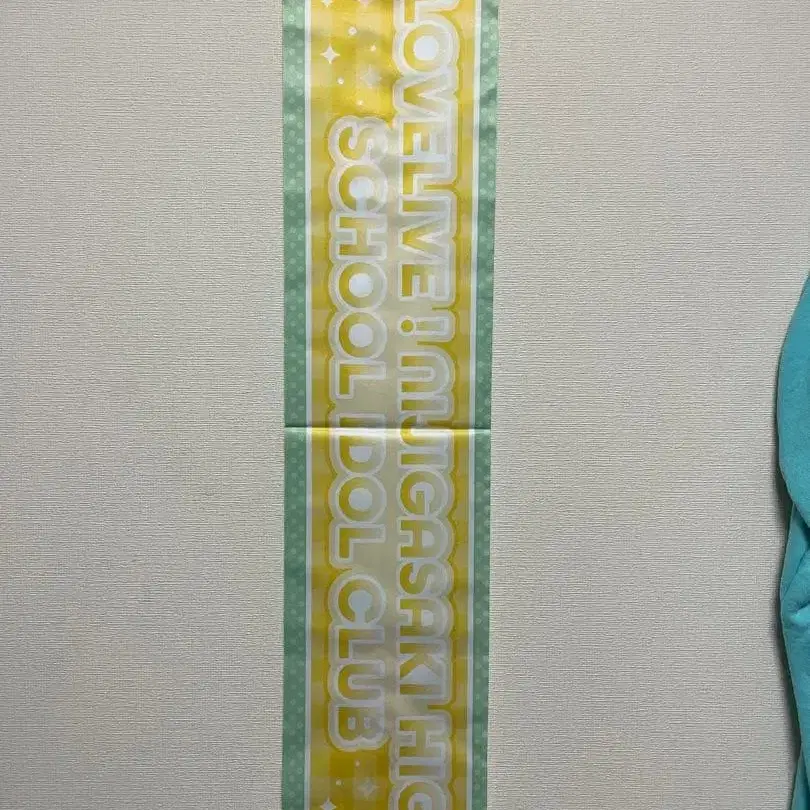 LOVELIVE! NIJIGASAKI HIG
SCHOOL IDOL CLUB